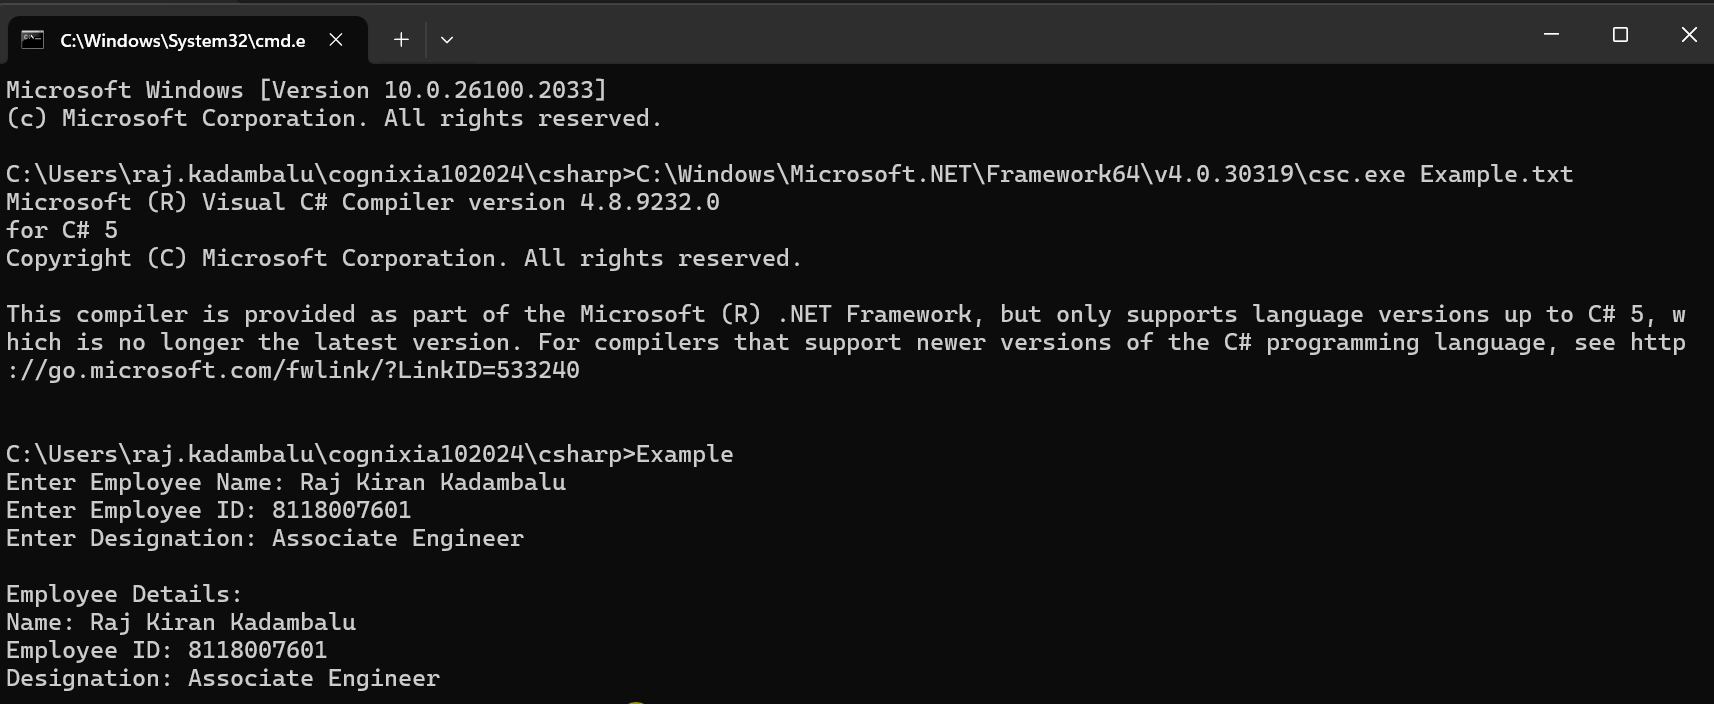 C:\Windows\System32\cmd.e
Microsoft Windows [Version 10.0.26100.2033]
(c) Microsoft Corporation. All rights reserved.
C:\Users\raj.kadambalu\cognixia102024\csharp>C:\Windows\Microsoft.NET\Framework64\v4.0.30319\csc.exe Example.txt
Microsoft (R) Visual C# Compiler version 4.8.9232.0
for C# 5
Copyright (C) Microsoft Corporation. All rights reserved.
This compiler is provided as part of the Microsoft (R) .NET Framework, but only supports language versions up to C# 5, w
hich is no longer the latest version. For compilers that support newer versions of the C# programming language, see http
://go.microsoft.com/fwlink/?LinkID=533240
C:\Users\raj.kadambalu\cognixia102024\csharp>Example
Enter Employee Name: Raj Kiran Kadambalu
Enter Employee ID: 8118007601
Enter Designation: Associate Engineer
Employee Details:
Name: Raj Kiran Kadambalu
Employee ID: 8118007601
Designation: Associate Engineer